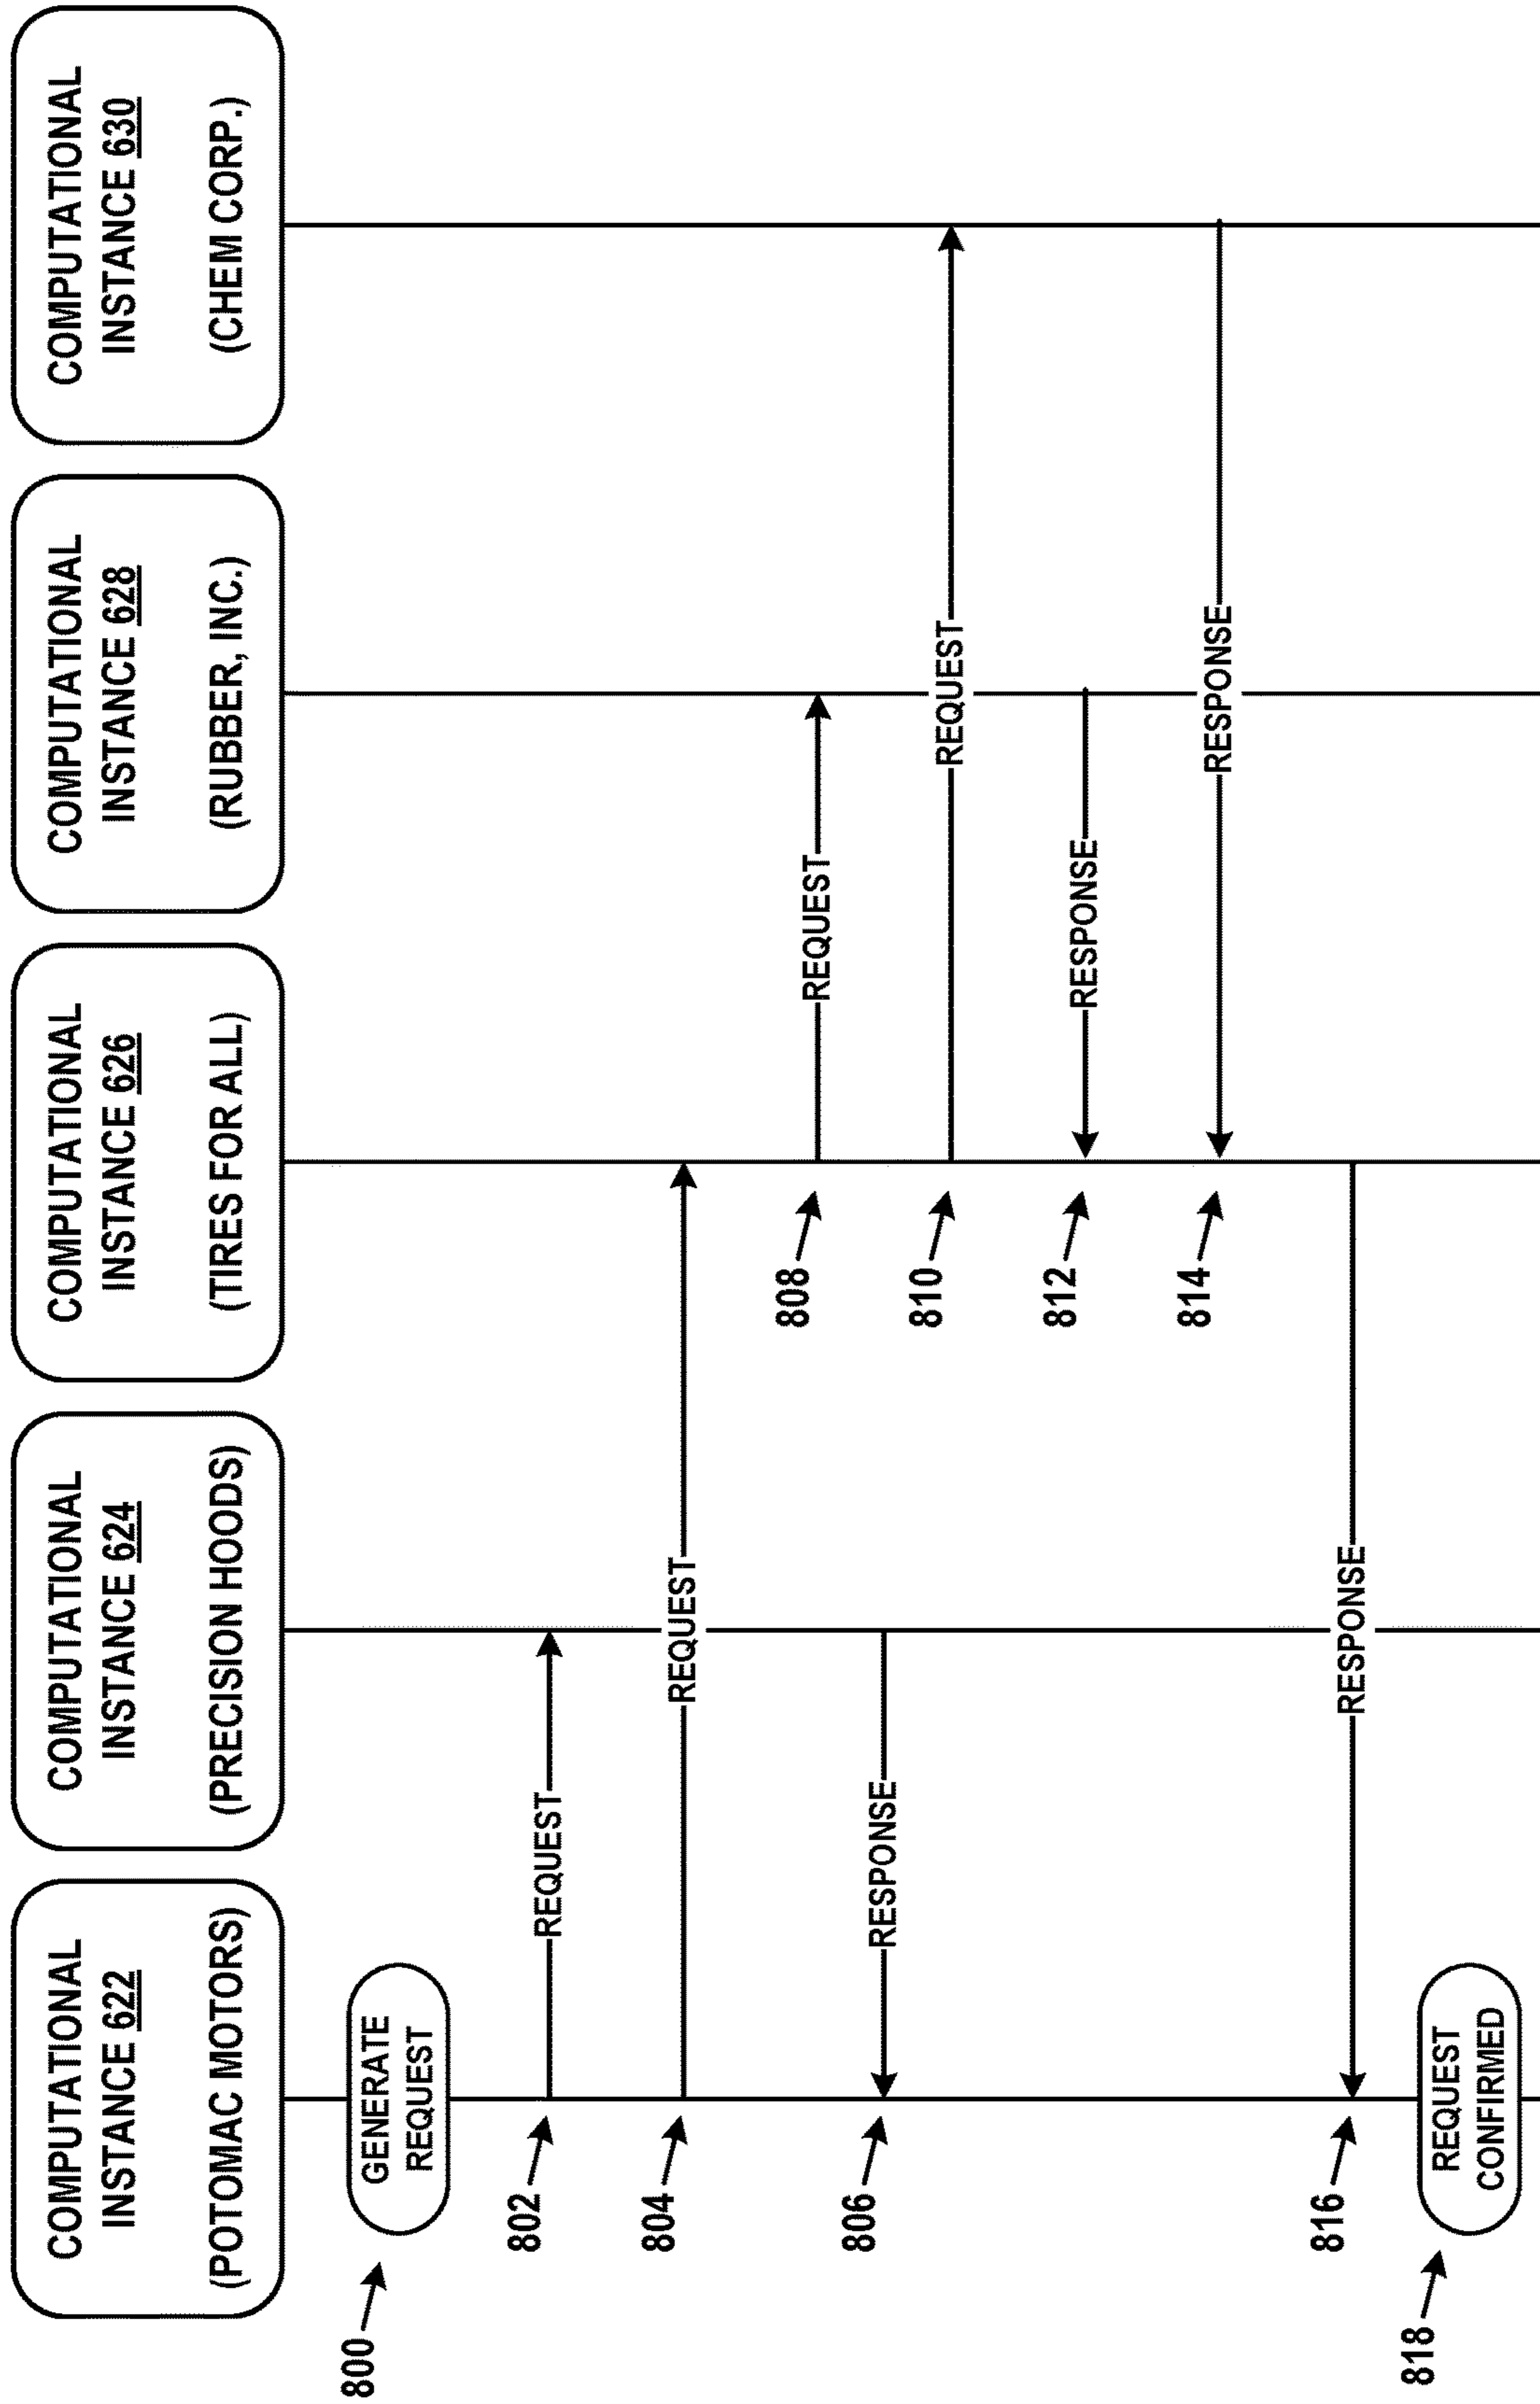 COMPUTATIONAL
INSTANCE 622
(POTOMAC MOTORS)
COMPUTATIONAL
INSTANCE 624
(PRECISION HOODS)
COMPUTATIONAL
INSTANCE 626
(TIRES FOR ALL)
COMPUTATIONAL
INSTANCE 628
(RUBBER, INC.)
COMPUTATIONAL
INSTANCE 630
(CHEM CORP.)
800
GENERATE
REQUEST
802
REQUEST
804
REQUEST
808
REQUEST
806
RESPONSE
810
REQUEST
812
RESPONSE
814
RESPONSE
816
RESPONSE
818
REQUEST
CONFIRMED